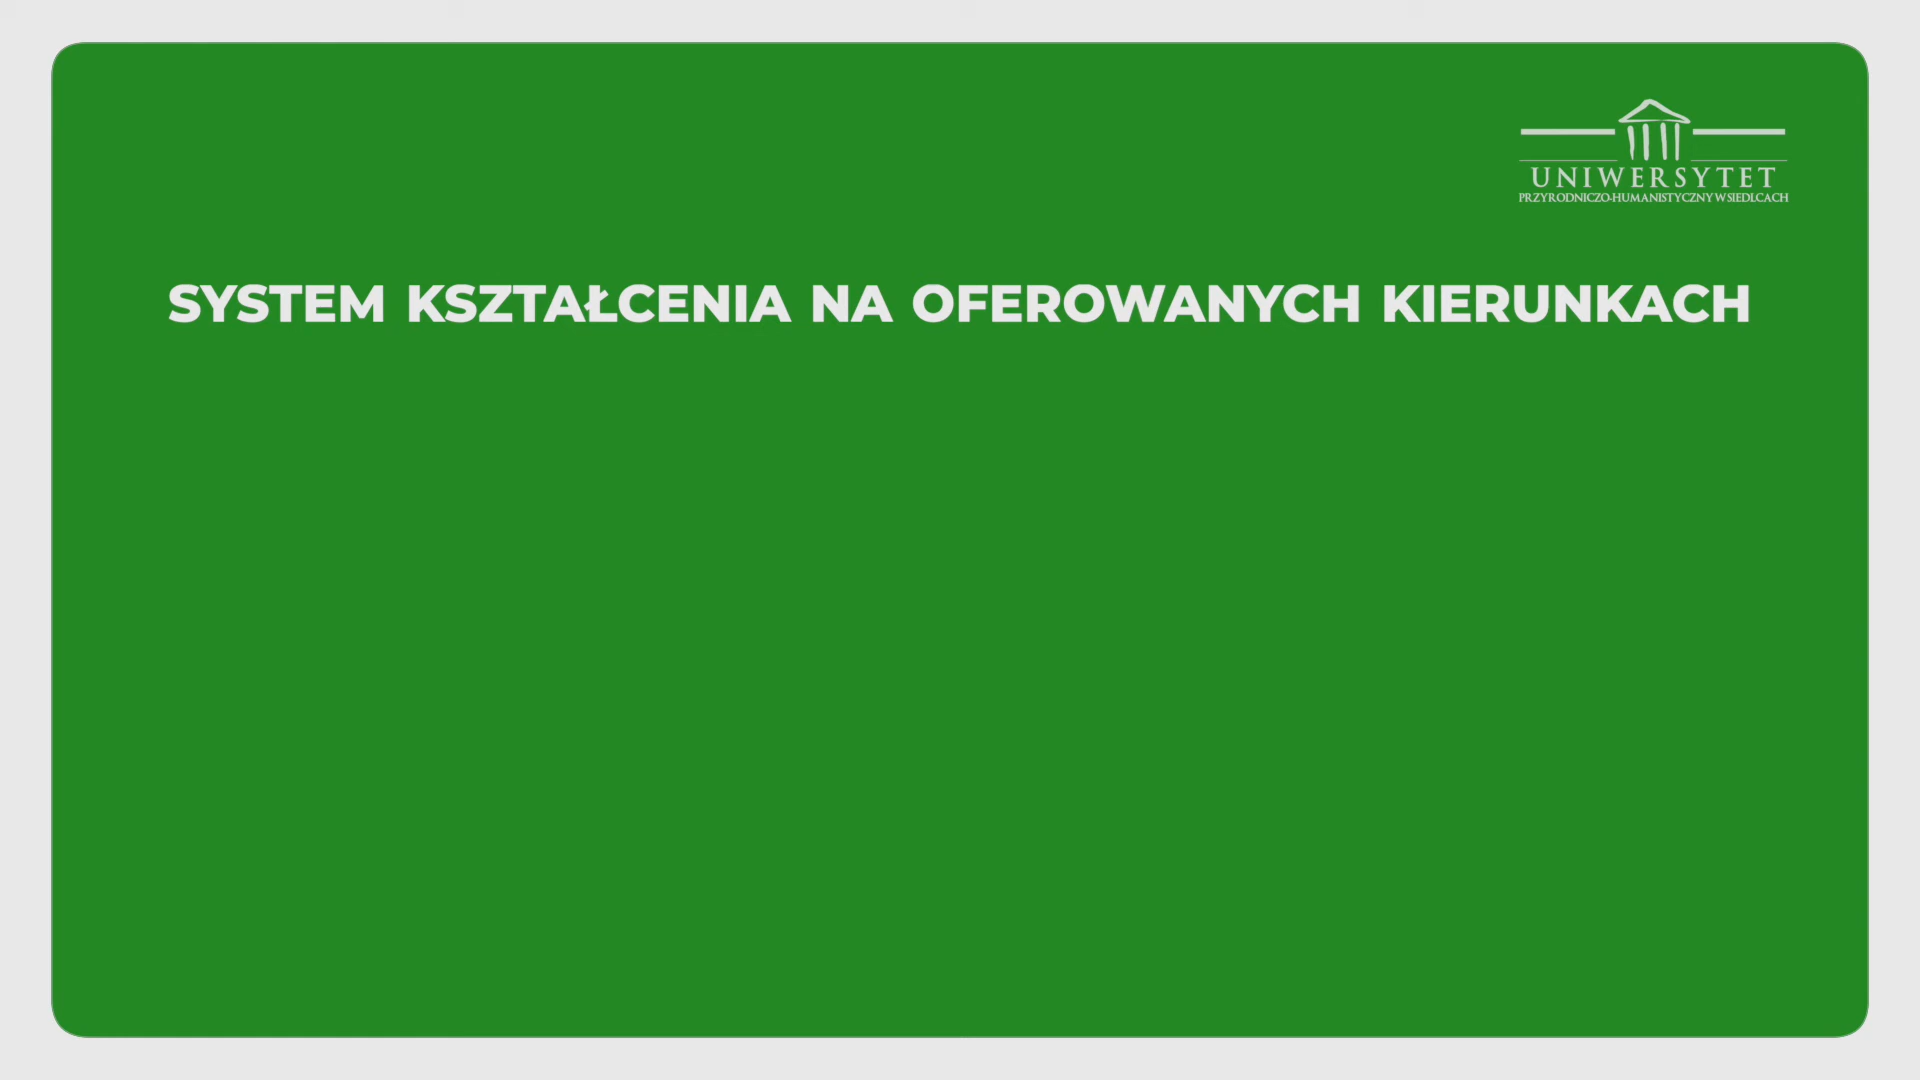 UNIWERSYTET
PRZYRODNICZO-HUMANISTYCZNY W SIEDLCACH
SYSTEM KSZTAŁCENIA NA OFEROWANYCH KIERUNKACH